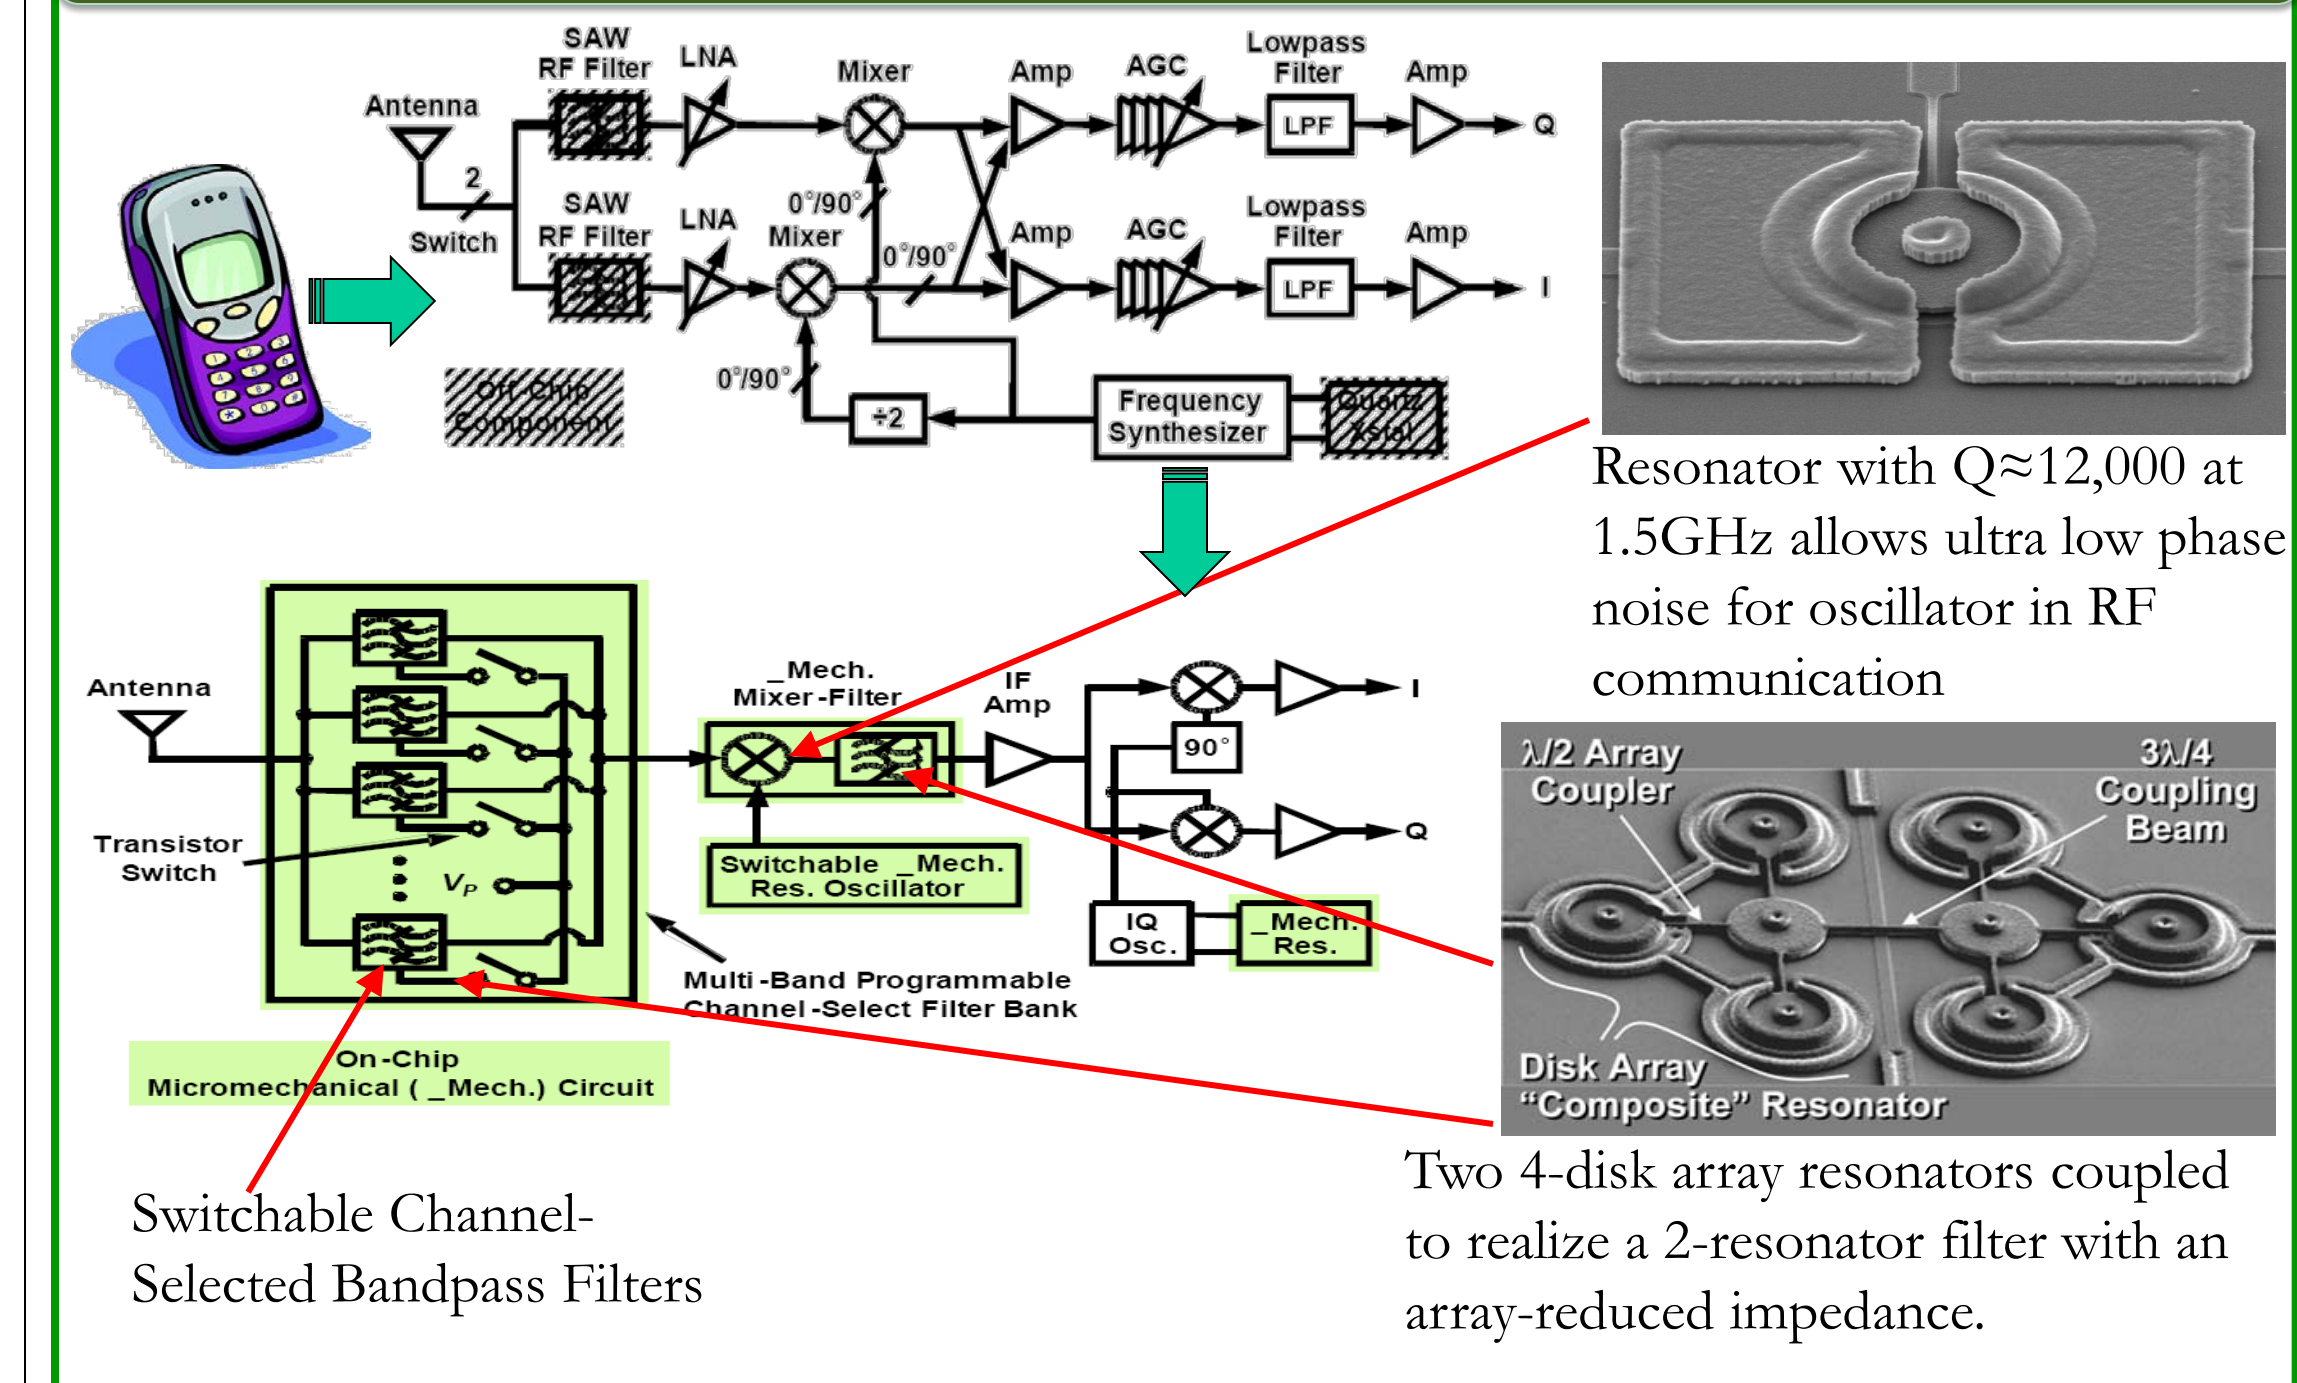 SAW
RF Filter
LNA
Mixer
Amp
AGC
Lowpass
Filter
Amp
Antenna
LPF
Q
2
Switch
SAW
RF Filter
LNA
0°/90°
Mixer
0°/90°
Amp
AGC
Lowpass
Filter
Amp
LPF
I
Off-Chip
Component
0°/90°
÷2
Frequency
Synthesizer
Quartz
Xstal
Resonator with Q≈12,000 at
1.5GHz allows ultra low phase
noise for oscillator in RF
communication
Antenna
Transistor
Switch
VP
_Mech.
Mixer-Filter
IF
Amp
I
90°
Q
Switchable _Mech.
Res. Oscillator
IQ
Osc.
_Mech.
Res.
Multi-Band Programmable
Channel-Select Filter Bank
On-Chip
Micromechanical ( _Mech.) Circuit
λ/2 Array
Coupler
3λ/4
Coupling
Beam
Disk Array
“Composite” Resonator
Switchable Channel-
Selected Bandpass Filters
Two 4-disk array resonators coupled
to realize a 2-resonator filter with an
array-reduced impedance.